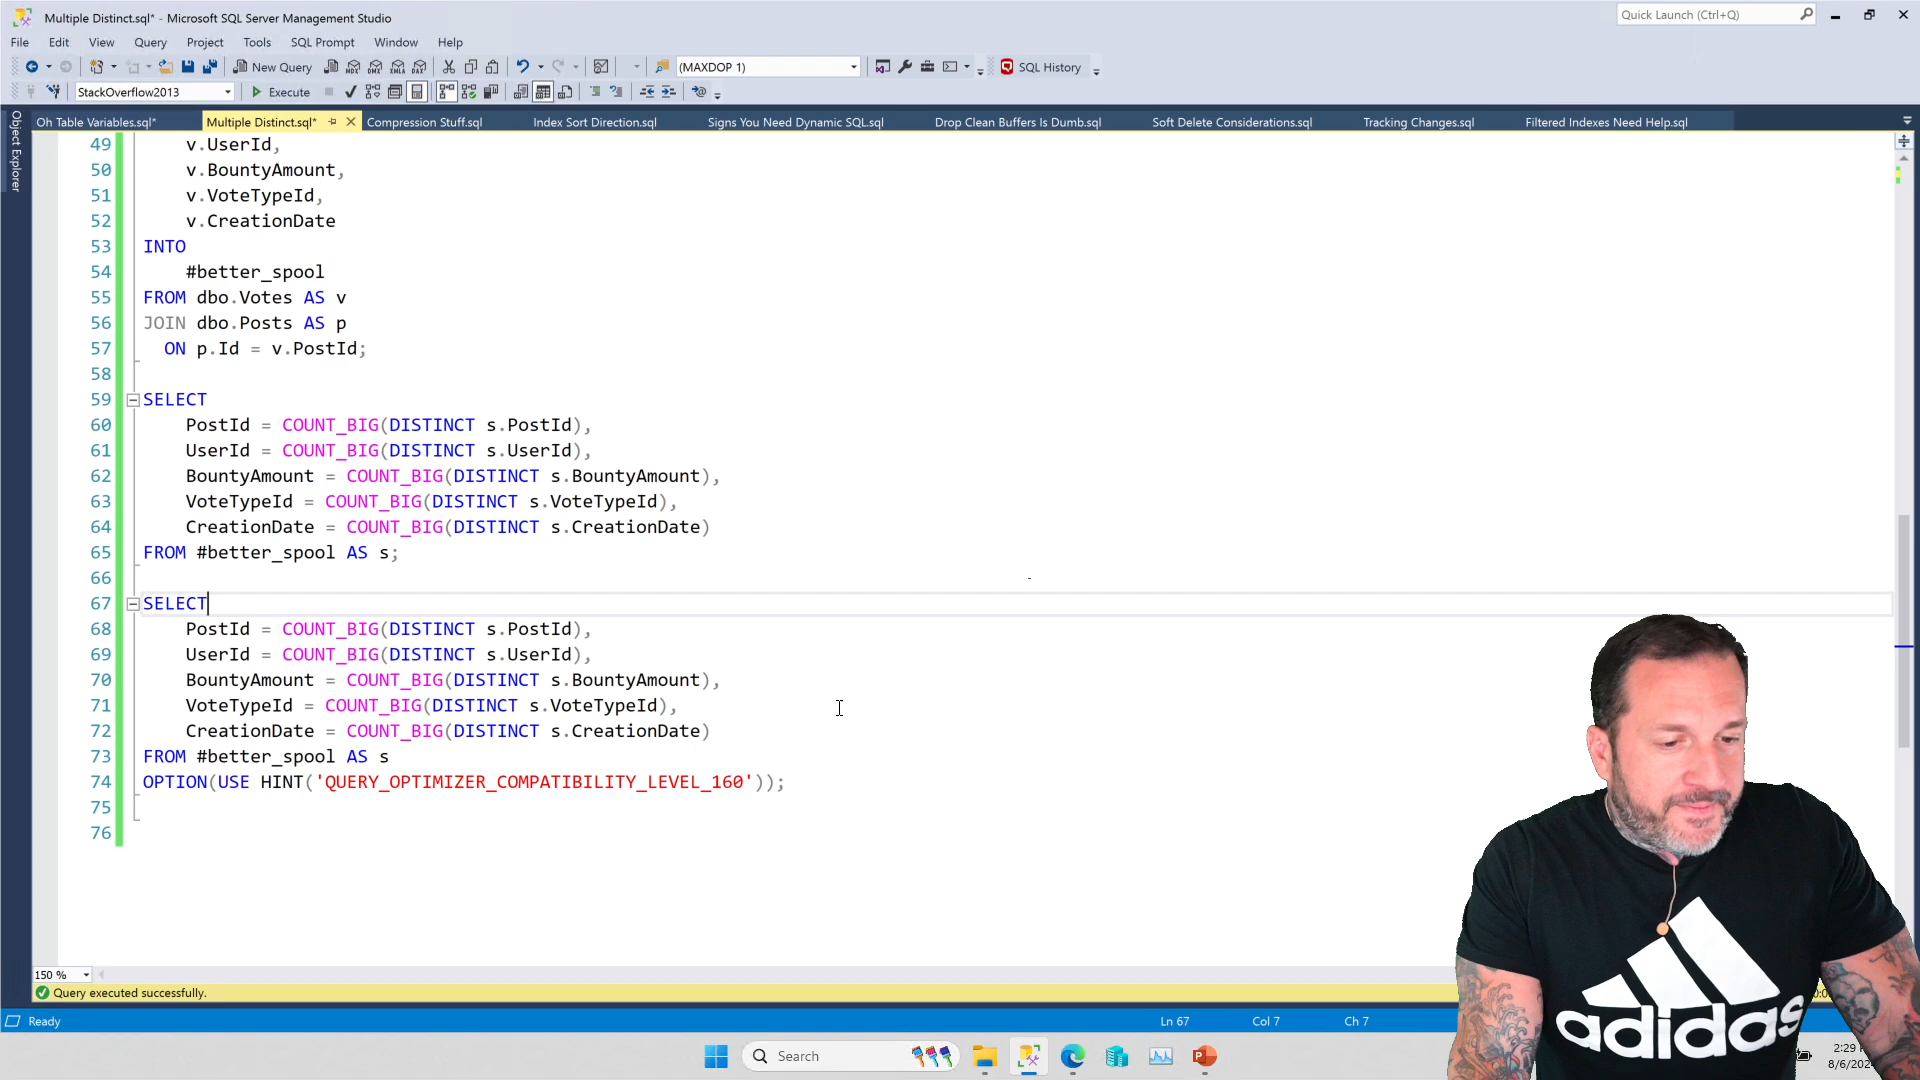 Multiple Distinct.sql* - Microsoft SQL Server Management Studio
Quick Launch (Ctrl+Q)
File Edit View Query Project Tools SQL Prompt Window Help
New Query
(MAXDOP 1)
SQL History
StackOverflow2013
Execute
Object Explorer
Oh Table Variables.sql* Multiple Distinct.sql* Compression Stuff.sql Index Sort Direction.sql Signs You Need Dynamic SQL.sql Drop Clean Buffers Is Dumb.sql Soft Delete Considerations.sql Tracking Changes.sql Filtered Indexes Need Help.sql
49 v.UserId,
50 v.BountyAmount,
51 v.VoteTypeId,
52 v.CreationDate
53 INTO
54 #better_spool
55 FROM dbo.Votes AS v
56 JOIN dbo.Posts AS p
57 ON p.Id = v.PostId;
58
59 SELECT
60 PostId = COUNT_BIG(DISTINCT s.PostId),
61 UserId = COUNT_BIG(DISTINCT s.UserId),
62 BountyAmount = COUNT_BIG(DISTINCT s.BountyAmount),
63 VoteTypeId = COUNT_BIG(DISTINCT s.VoteTypeId),
64 CreationDate = COUNT_BIG(DISTINCT s.CreationDate)
65 FROM #better_spool AS s;
66
67 SELECT
68 PostId = COUNT_BIG(DISTINCT s.PostId),
69 UserId = COUNT_BIG(DISTINCT s.UserId),
70 BountyAmount = COUNT_BIG(DISTINCT s.BountyAmount),
71 VoteTypeId = COUNT_BIG(DISTINCT s.VoteTypeId),
72 CreationDate = COUNT_BIG(DISTINCT s.CreationDate)
73 FROM #better_spool AS s
74 OPTION(USE HINT('QUERY_OPTIMIZER_COMPATIBILITY_LEVEL_160'));
75
76
150 %
Query executed successfully.
Ready
Ln 67 Col 7 Ch 7
adidas
Search
2:29